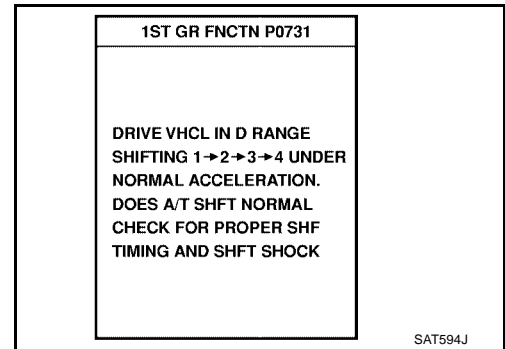 1ST GR FNCTN P0731
DRIVE VHCL IN D RANGE
SHIFTING 1→2→3→4 UNDER
NORMAL ACCELERATION.
DOES A/T SHFT NORMAL
CHECK FOR PROPER SHF
TIMING AND SHFT SHOCK
SAT594J